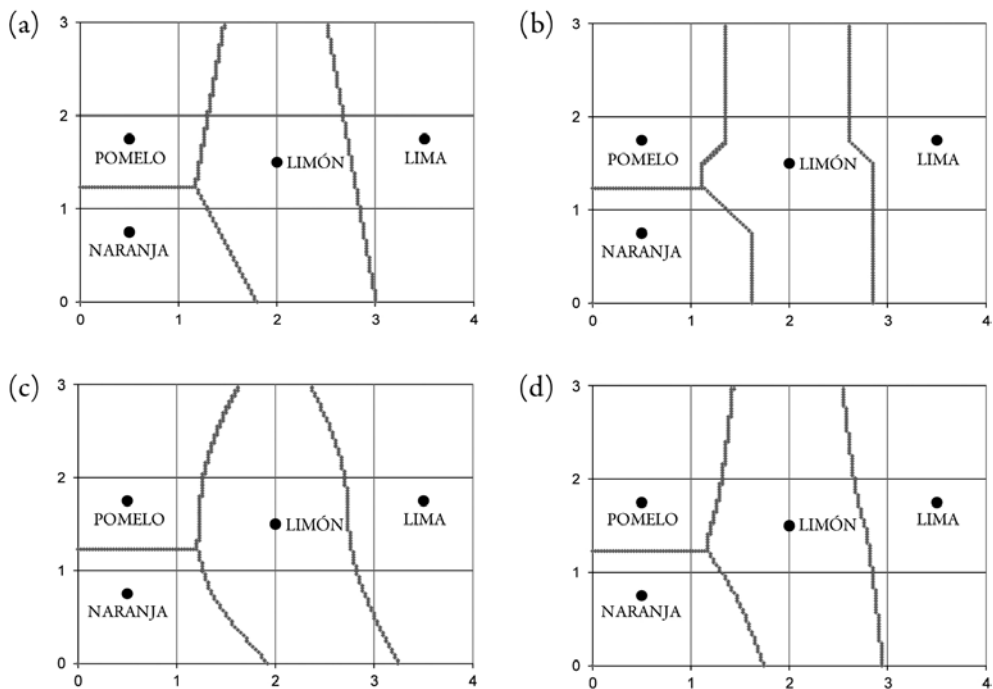 (a)
3
2
POMELO
LIMÓN
LIMA
1
NARANJA
0
0 1 2 3 4
(b)
3
2
POMELO
LIMÓN
LIMA
1
NARANJA
0
0 1 2 3 4
(c)
3
2
POMELO
LIMÓN
LIMA
1
NARANJA
0
0 1 2 3 4
(d)
3
2
POMELO
LIMÓN
LIMA
1
NARANJA
0
0 1 2 3 4